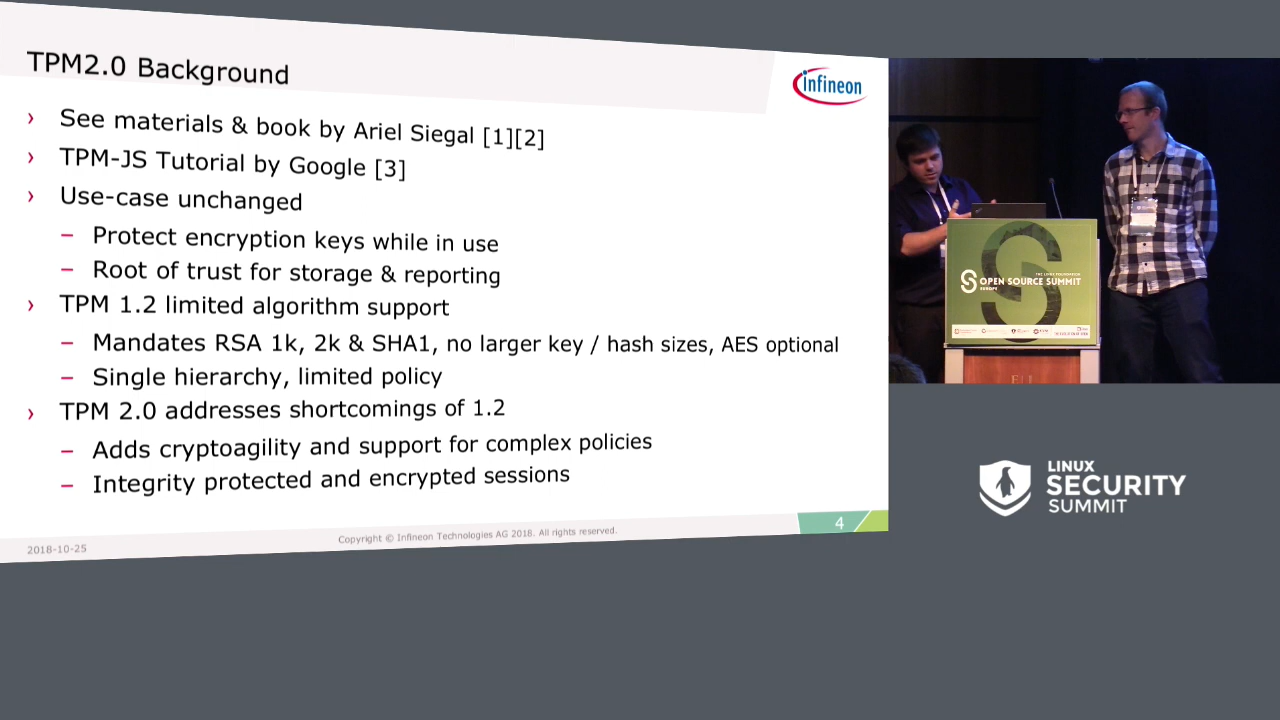 TPM2.0 Background
infineon
› See materials & book by Ariel Siegal [1][2]
› TPM-JS Tutorial by Google [3]
› Use-case unchanged
– Protect encryption keys while in use
– Root of trust for storage & reporting
› TPM 1.2 limited algorithm support
– Mandates RSA 1k, 2k & SHA1, no larger key / hash sizes, AES optional
– Single hierarchy, limited policy
› TPM 2.0 addresses shortcomings of 1.2
– Adds cryptoagility and support for complex policies
– Integrity protected and encrypted sessions
2018-10-25
Copyright © Infineon Technologies AG 2018. All rights reserved.
4
THE LINUX FOUNDATION
OPEN SOURCE SUMMIT
EUROPE
LINUX
SECURITY
SUMMIT